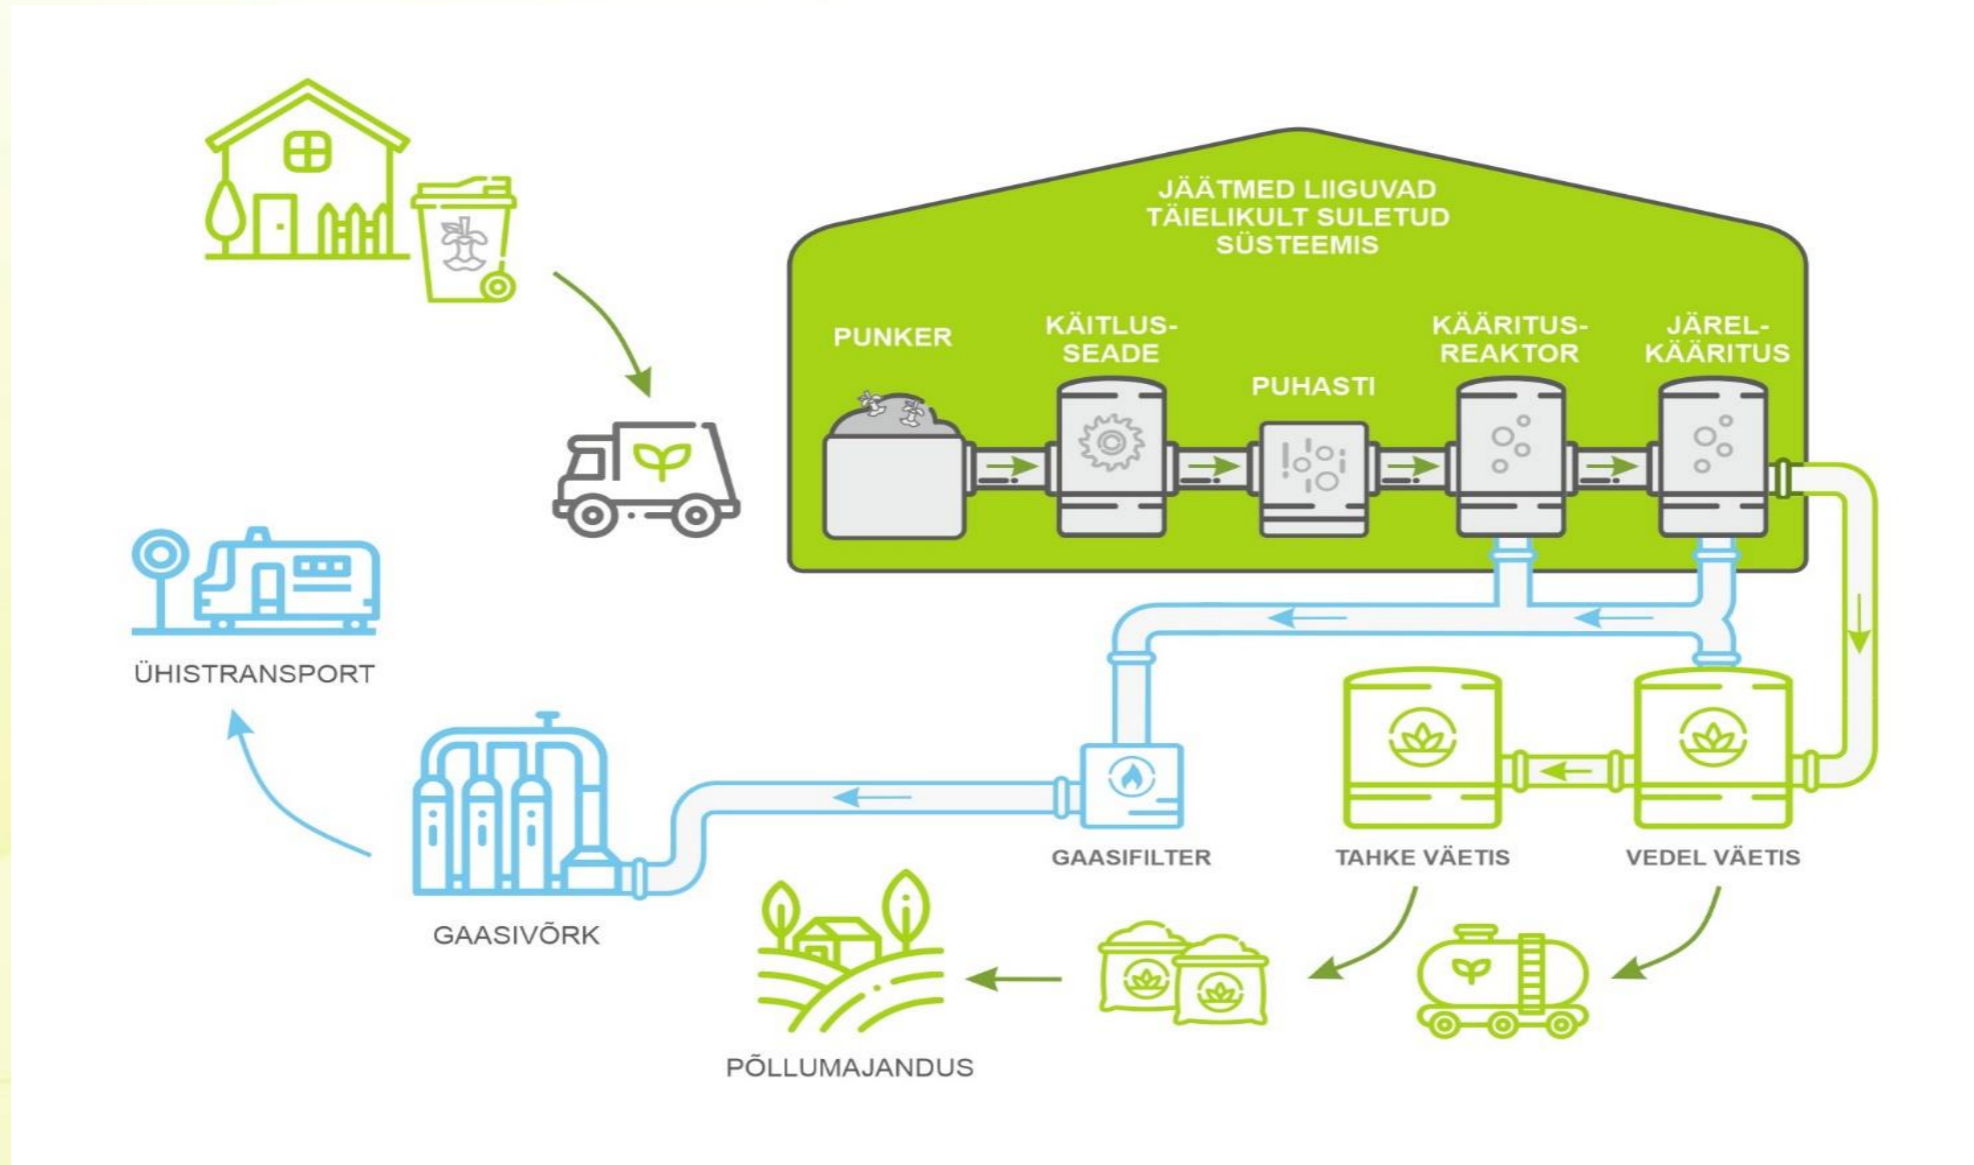 JÄÄTMED LIIGUVAD
TÄIELIKULT SULETUD
SÜSTEEMIS
PUNKER
KÄITLUS-
SEADE
PUHASTI
KÄÄRITUS-
REAKTOR
JÄREL-
KÄÄRITUS
ÜHISTRANSPORT
GAASIVÕRK
GAASIFILTER
TAHKE VÄETIS
VEDEL VÄETIS
PÕLLUMAJANDUS